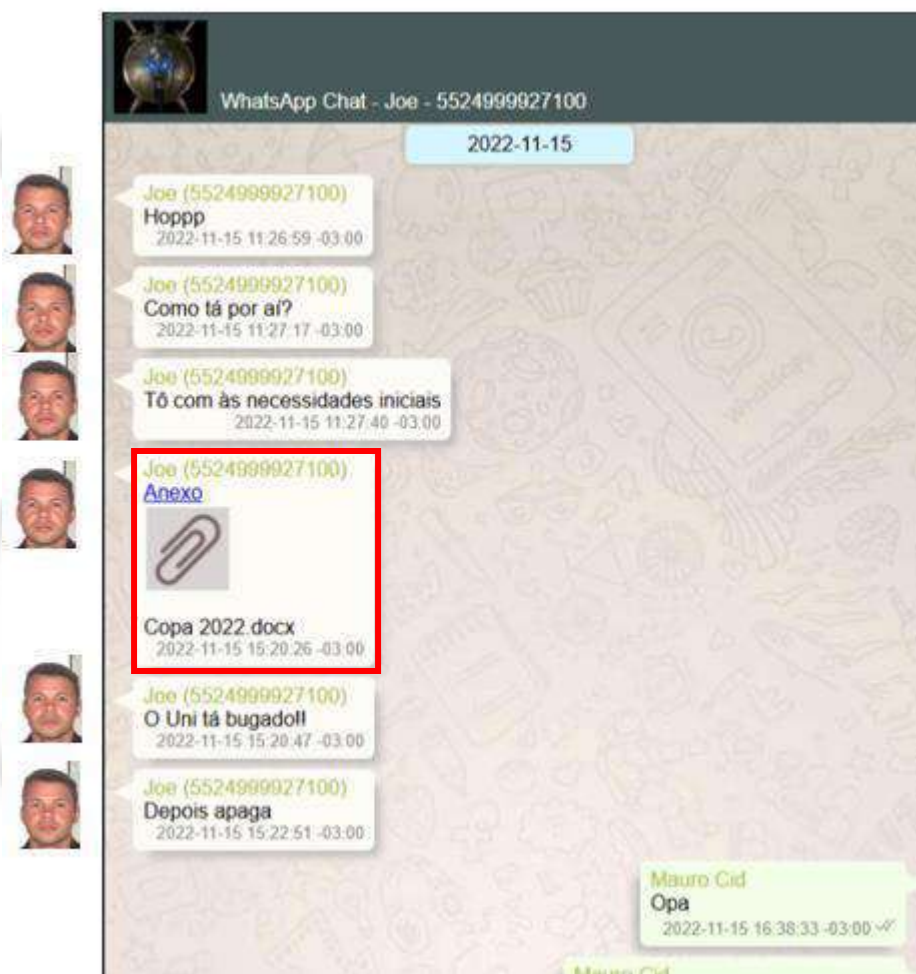 WhatsApp Chat - Joe - 5524999927100
2022-11-15
Joe (5524999927100)
Hoppp
2022-11-15 11:26:59 -03:00
Joe (5524999927100)
Como tá por aí?
2022-11-15 11:27:17 -03:00
Joe (5524999927100)
Tô com às necessidades iniciais
2022-11-15 11:27:40 -03:00
Joe (5524999927100)
Anexo
Copa 2022.docx
2022-11-15 15:20:26 -03:00
Joe (5524999927100)
O Uni tá bugado!!
2022-11-15 15:20:47 -03:00
Joe (5524999927100)
Depois apaga
2022-11-15 15:22:51 -03:00
Mauro Cid
Opa
2022-11-15 16:38:33 -03:00
Mauro Cid